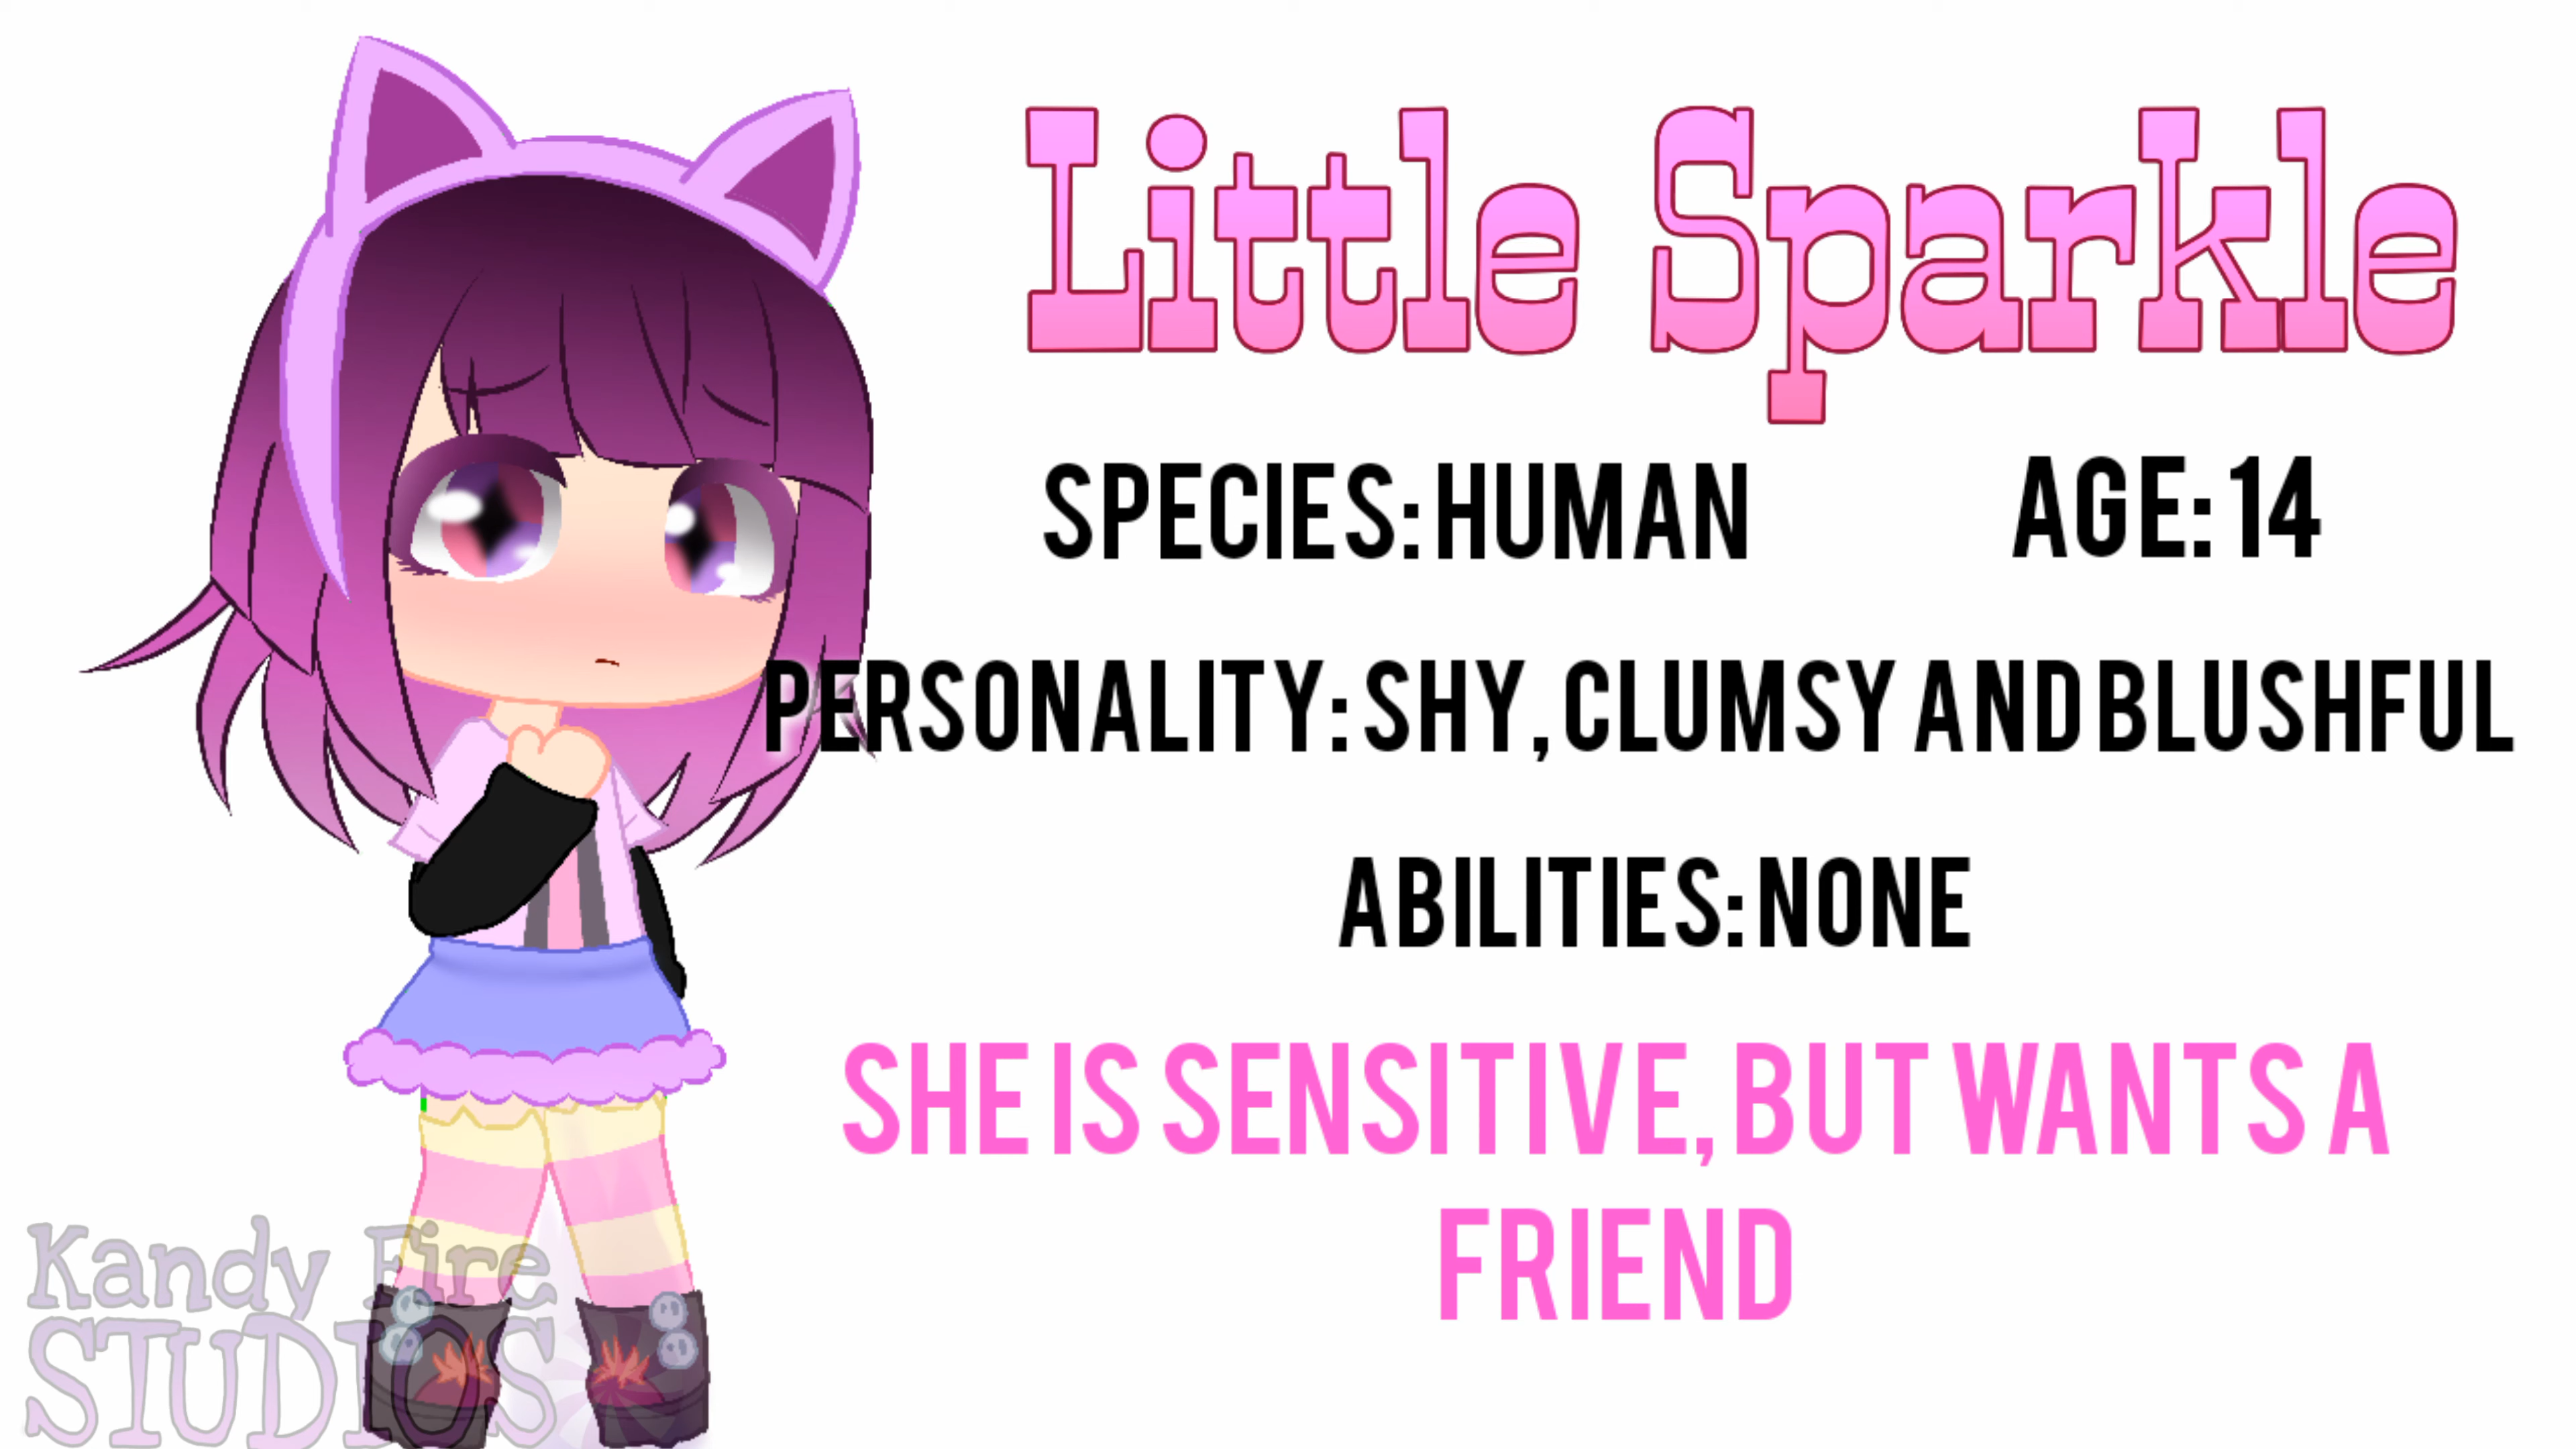 Little Sparkle
SPECIES: HUMAN AGE: 14
PERSONALITY: SHY, CLUMSY AND BLUSHFUL
ABILITIES: NONE
SHE IS SENSITIVE, BUT WANTS A
FRIEND
Kandy Fire
STUDIOS